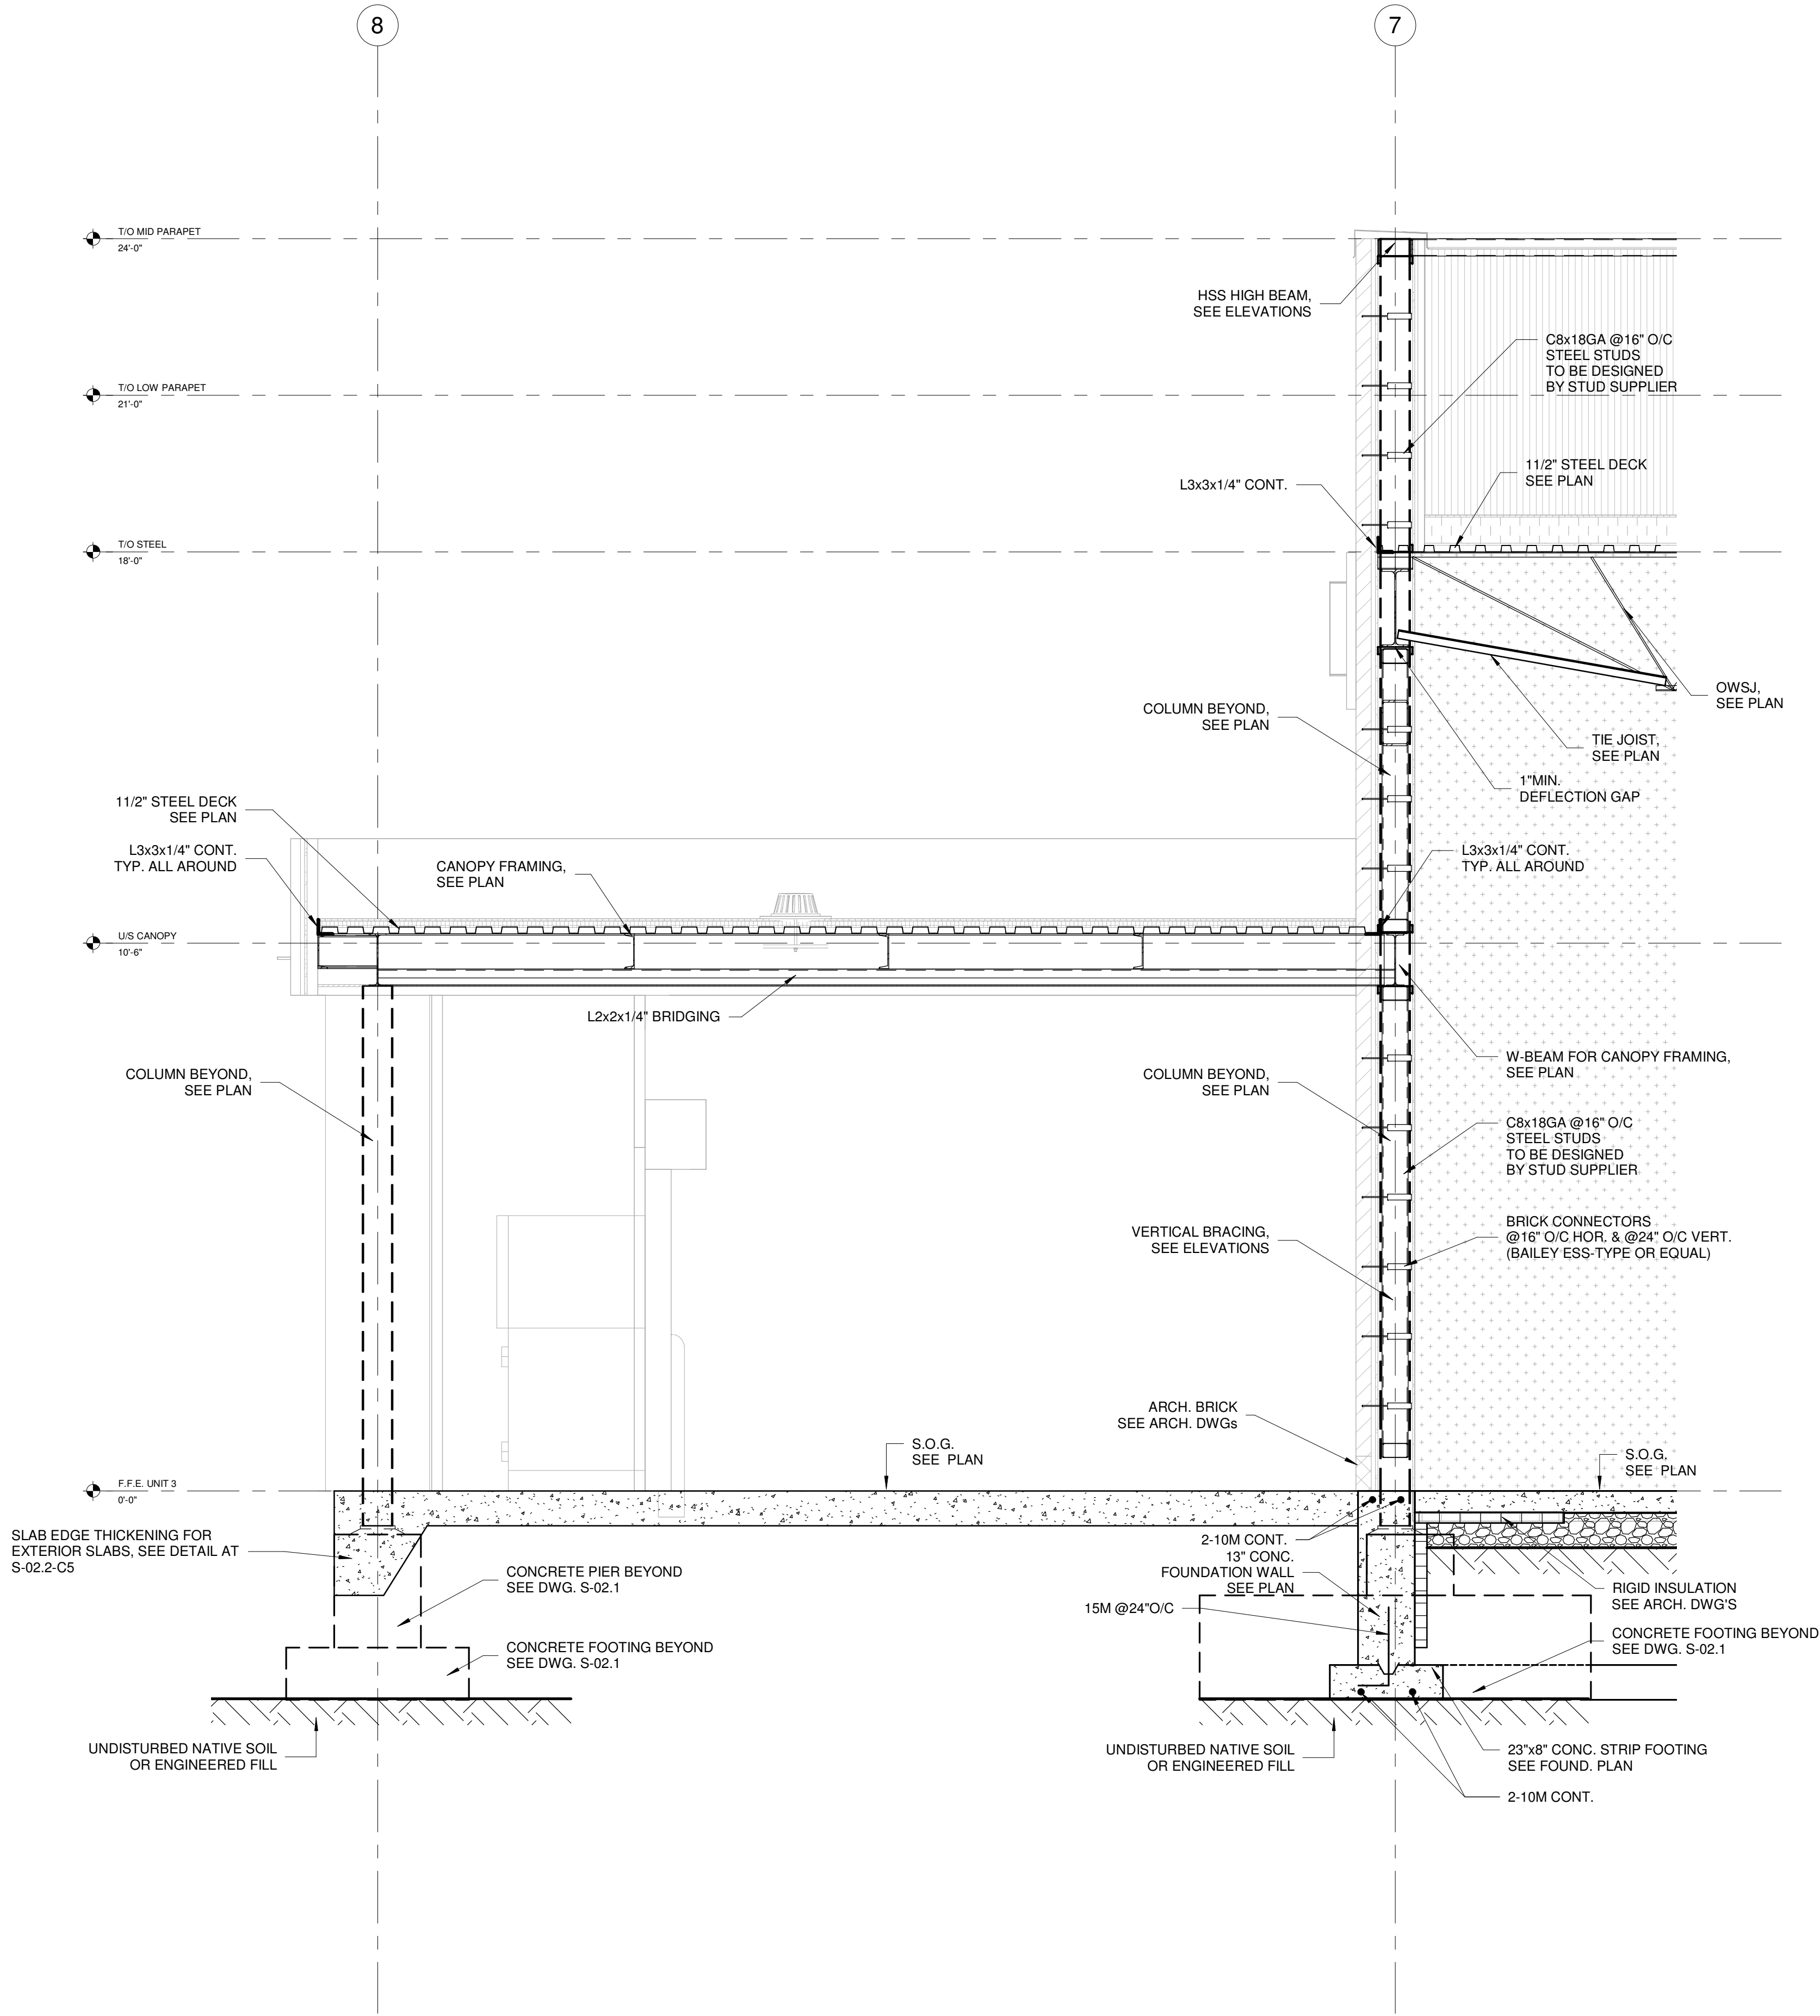 8
7
T/O MID PARAPET
24'-0"
HSS HIGH BEAM,
SEE ELEVATIONS
C8x18GA @16" O/C
STEEL STUDS
TO BE DESIGNED
BY STUD SUPPLIER
T/O LOW PARAPET
21'-0"
11/2" STEEL DECK
SEE PLAN
L3x3x1/4" CONT.
T/O STEEL
18'-0"
OWSJ,
SEE PLAN
COLUMN BEYOND,
SEE PLAN
TIE JOIST,
SEE PLAN
1"MIN.
DEFLECTION GAP
11/2" STEEL DECK
SEE PLAN
L3x3x1/4" CONT.
TYP. ALL AROUND
CANOPY FRAMING,
SEE PLAN
L3x3x1/4" CONT.
TYP. ALL AROUND
U/S CANOPY
10'-6"
L2x2x1/4" BRIDGING
W-BEAM FOR CANOPY FRAMING,
SEE PLAN
COLUMN BEYOND,
SEE PLAN
COLUMN BEYOND,
SEE PLAN
C8x18GA @16" O/C
STEEL STUDS
TO BE DESIGNED
BY STUD SUPPLIER
VERTICAL BRACING,
SEE ELEVATIONS
BRICK CONNECTORS
@16" O/C HOR. & @24" O/C VERT.
(BAILEY ESS-TYPE OR EQUAL)
ARCH. BRICK
SEE ARCH. DWGs
S.O.G.
SEE PLAN
S.O.G.
SEE PLAN
F.F.E. UNIT 3
0'-0"
SLAB EDGE THICKENING FOR
EXTERIOR SLABS, SEE DETAIL AT
S-02.2-C5
2-10M CONT.
13" CONC.
FOUNDATION WALL
SEE PLAN
15M @24"O/C
CONCRETE PIER BEYOND
SEE DWG. S-02.1
RIGID INSULATION
SEE ARCH. DWG'S
CONCRETE FOOTING BEYOND
SEE DWG. S-02.1
CONCRETE FOOTING BEYOND
SEE DWG. S-02.1
UNDISTURBED NATIVE SOIL
OR ENGINEERED FILL
UNDISTURBED NATIVE SOIL
OR ENGINEERED FILL
23"x8" CONC. STRIP FOOTING
SEE FOUND. PLAN
2-10M CONT.